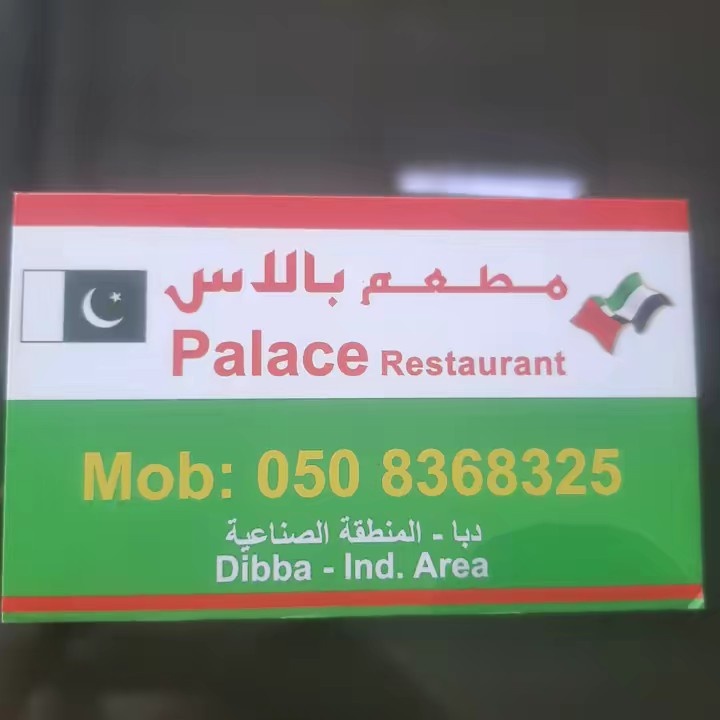 مطعم بالاس
Palace Restaurant
Mob: 050 8368325
دبا - المنطقة الصناعية
Dibba - Ind. Area